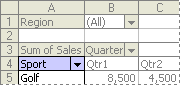 A B C
1 Region (All)
2
3 Sum of Sales Quarter
4 Sport Qtr1 Qtr2
5 Golf 8,500 4,500